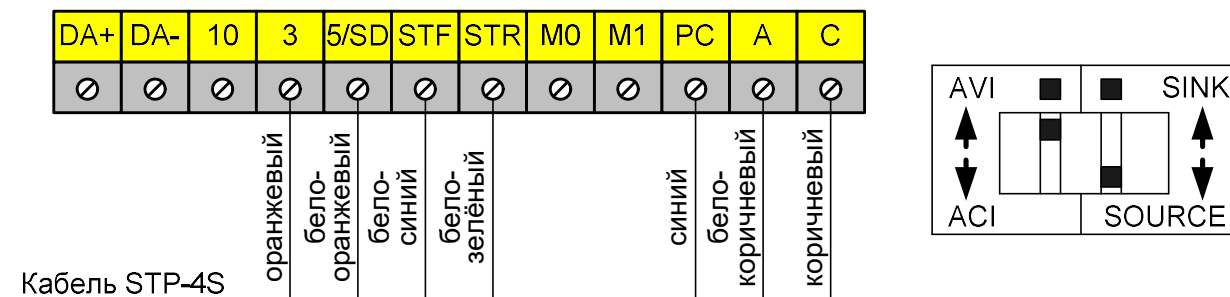 DA+ DA- 10 3 5/SD STF STR M0 M1 PC A C
AVI SINK
ACI SOURCE
оранжевый
бело-
оранжевый
бело-
синий
бело-
зелёный
синий
бело-
коричневый
коричневый
Кабель STP-4S